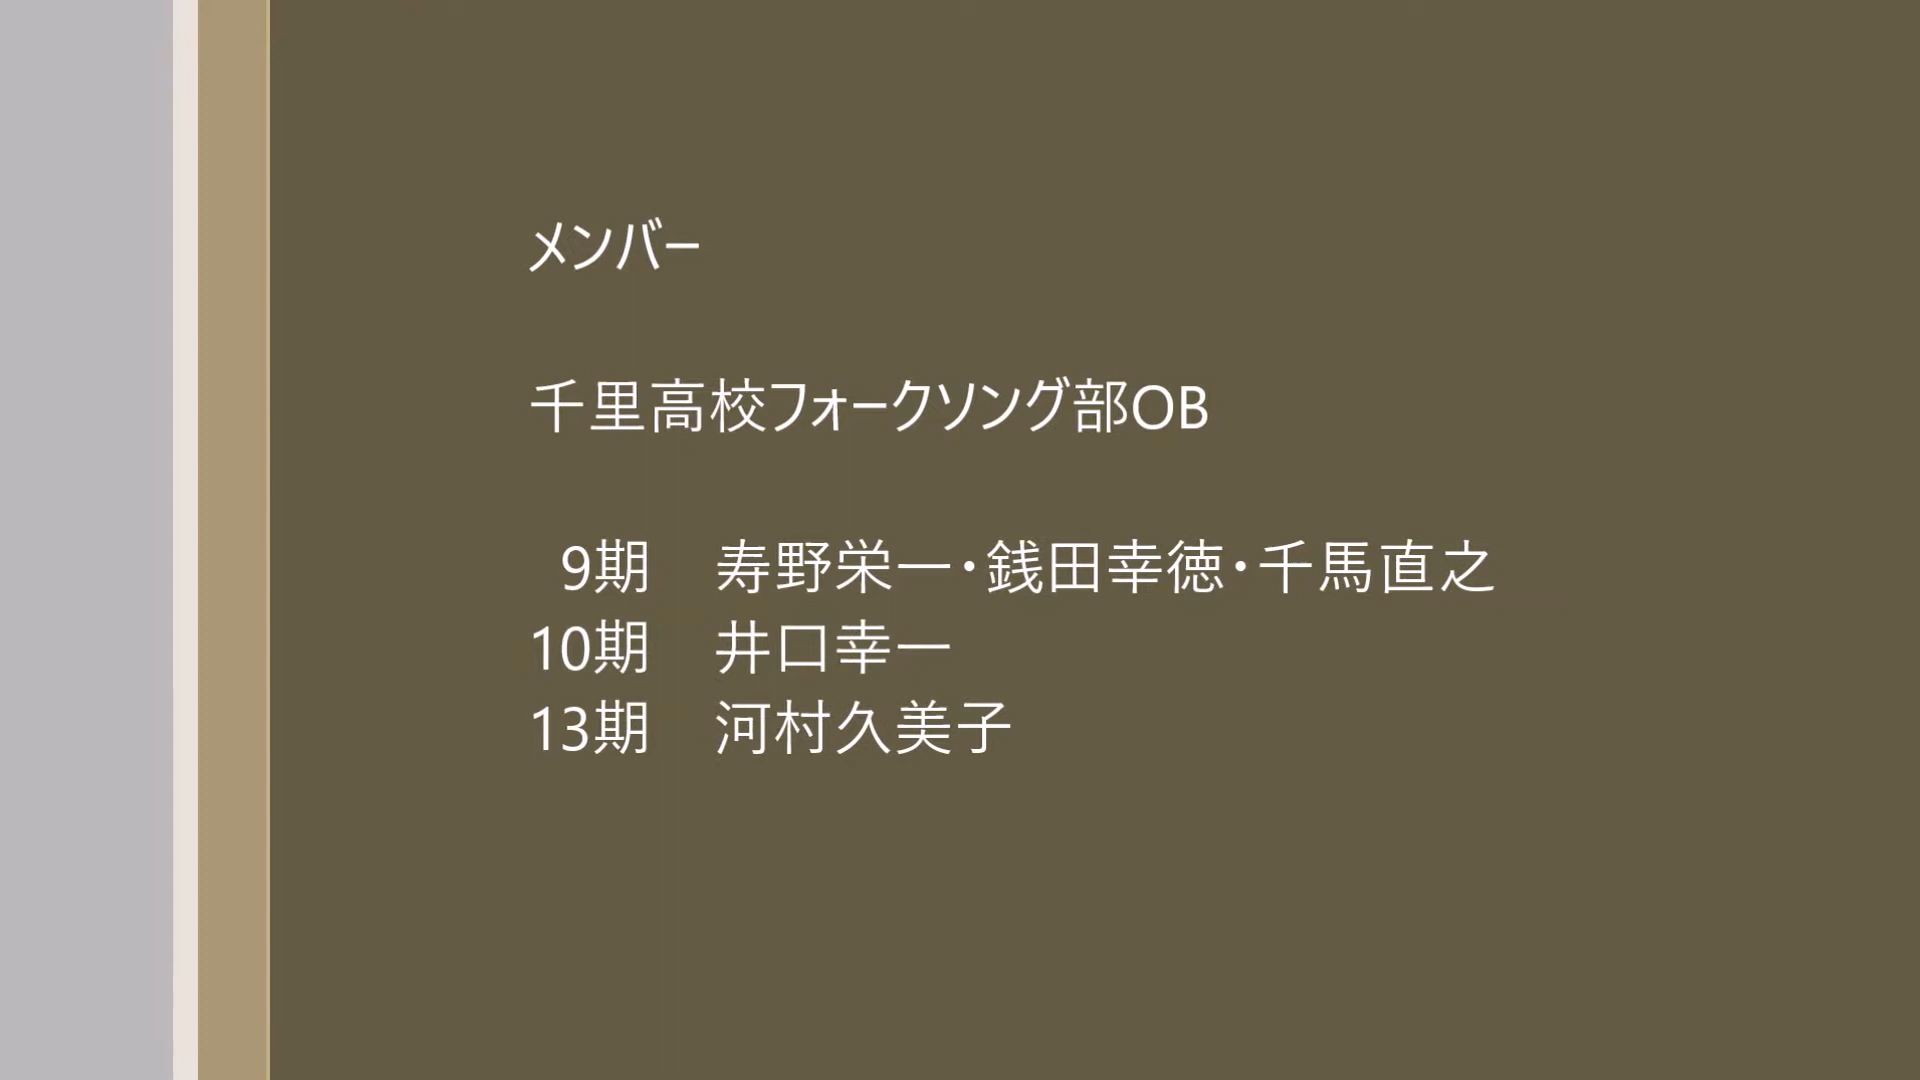 メンバー
千里高校フォークソング部OB
9期　寿野栄一・銭田幸徳・千馬直之
10期　井口幸一
13期　河村久美子